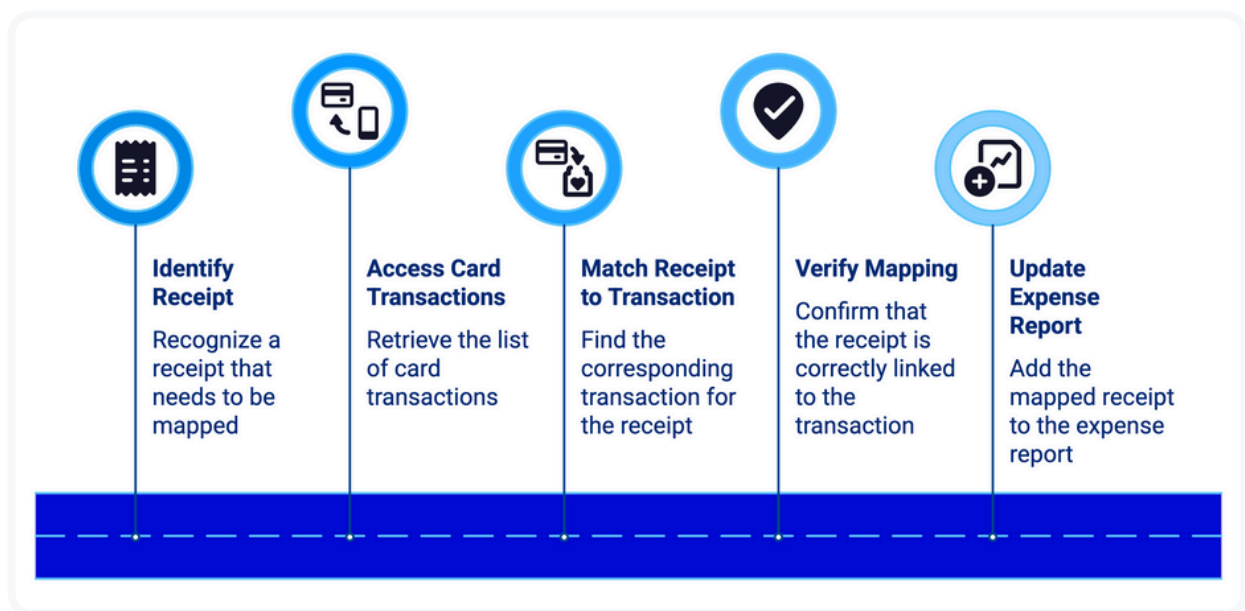 Identify
Receipt
Recognize a
receipt that
needs to be
mapped
Access Card
Transactions
Retrieve the list
of card
transactions
Match Receipt
to Transaction
Find the
corresponding
transaction for
the receipt
Verify Mapping
Confirm that
the receipt is
correctly linked
to the
transaction
Update
Expense
Report
Add the
mapped receipt
to the expense
report